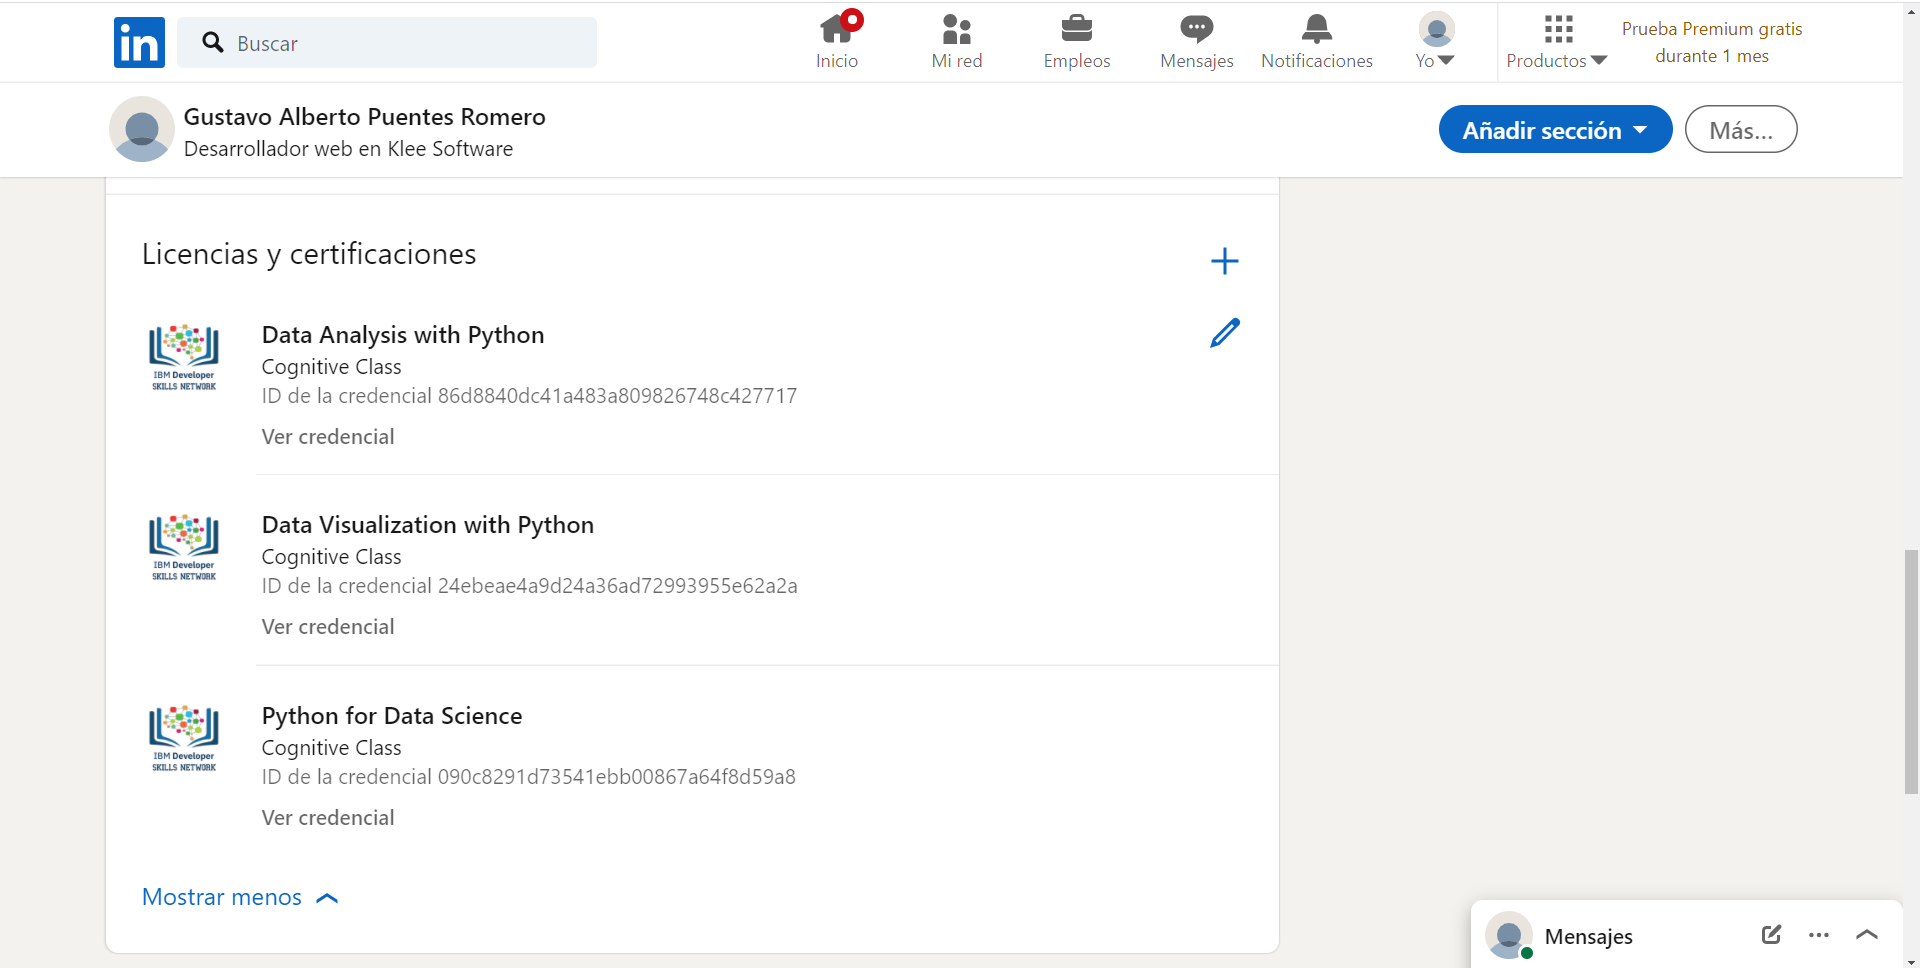 in
Buscar
Inicio
Mi red
Empleos
Mensajes
Notificaciones
Yo
Productos
Prueba Premium gratis
durante 1 mes
Gustavo Alberto Puentes Romero
Desarrollador web en Klee Software
Añadir sección
Más...
Licencias y certificaciones
IBM Developer
SKILLS NETWORK
Data Analysis with Python
Cognitive Class
ID de la credencial 86d8840dc41a483a809826748c427717
Ver credencial
IBM Developer
SKILLS NETWORK
Data Visualization with Python
Cognitive Class
ID de la credencial 24ebeae4a9d24a36ad72993955e62a2a
Ver credencial
IBM Developer
SKILLS NETWORK
Python for Data Science
Cognitive Class
ID de la credencial 090c8291d73541ebb00867a64f8d59a8
Ver credencial
Mostrar menos
Mensajes